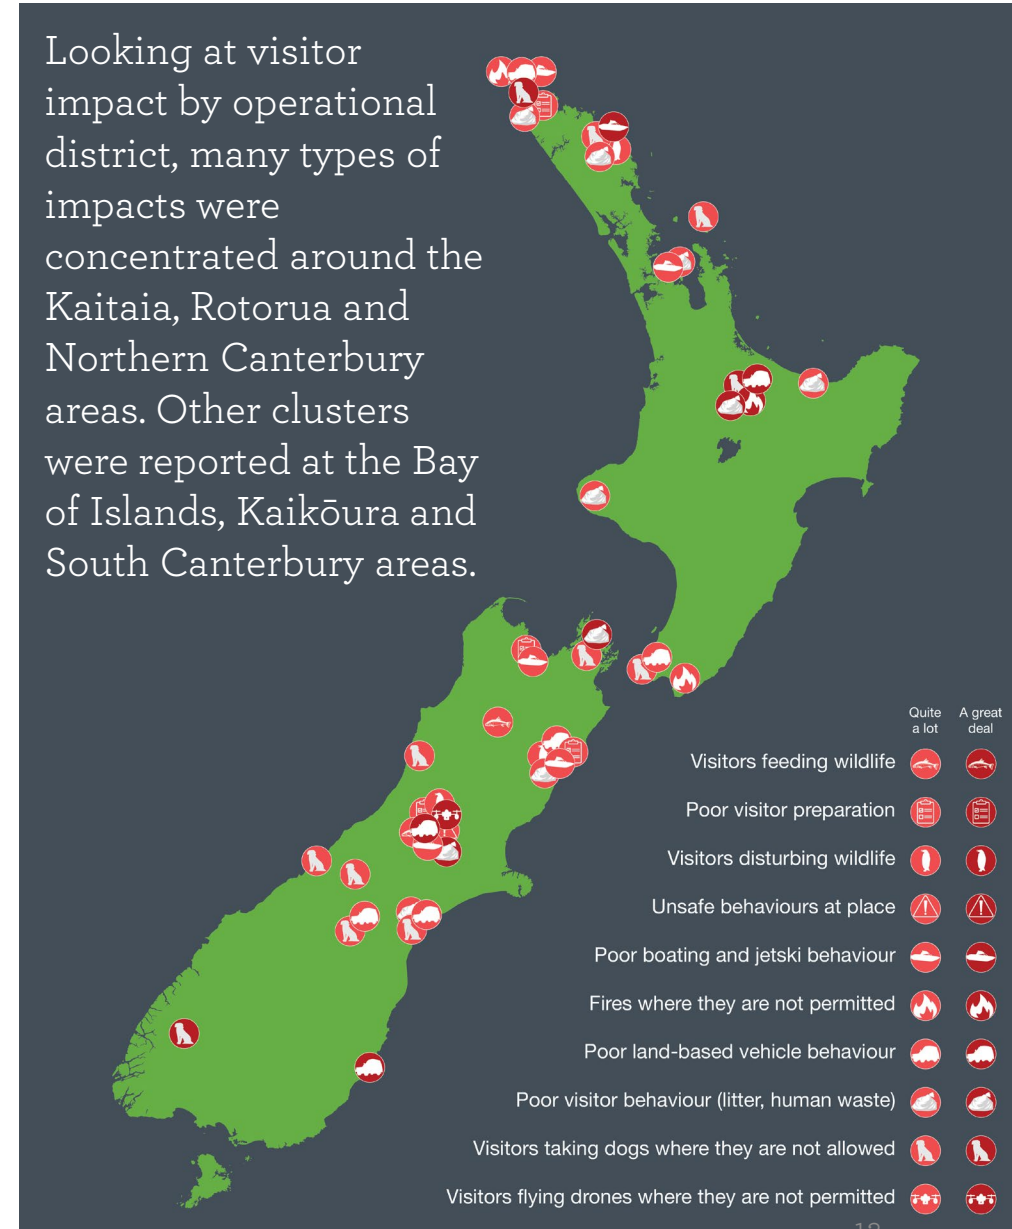 Looking at visitor
impact by operational
district, many types of
impacts were
concentrated around the
Kaitaia, Rotorua and
Northern Canterbury
areas. Other clusters
were reported at the Bay
of Islands, Kaikōura and
South Canterbury areas.
Quite a lot
A great deal
Visitors feeding wildlife
Poor visitor preparation
Visitors disturbing wildlife
Unsafe behaviours at place
Poor boating and jetski behaviour
Fires where they are not permitted
Poor land-based vehicle behaviour
Poor visitor behaviour (litter, human waste)
Visitors taking dogs where they are not allowed
Visitors flying drones where they are not permitted